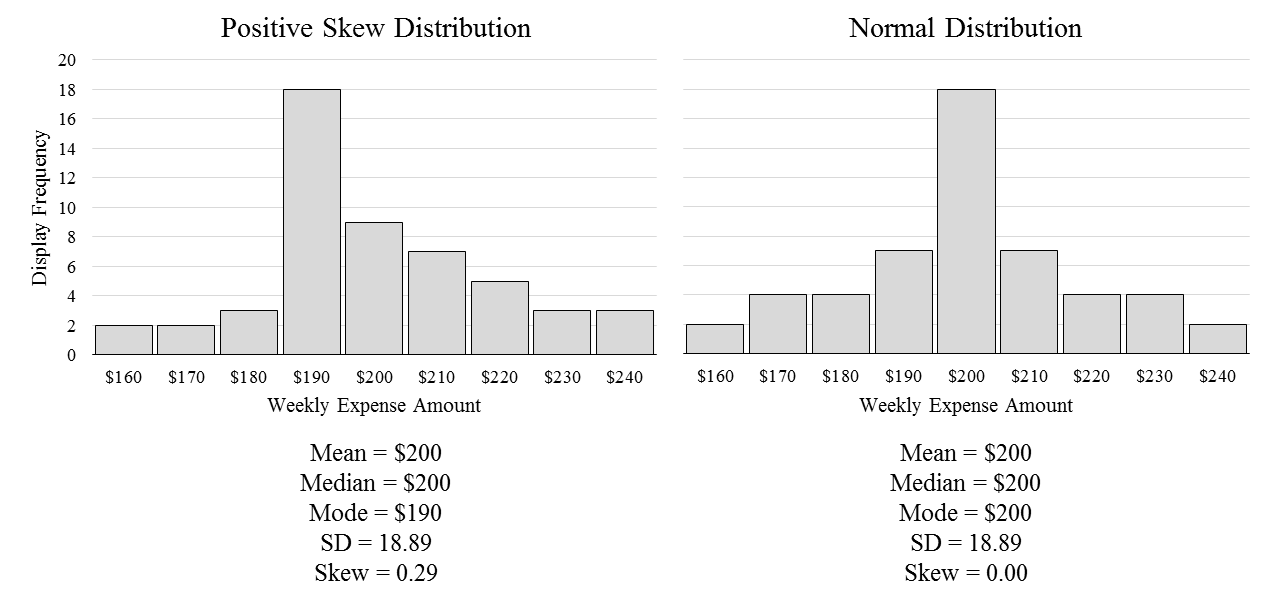 Positive Skew Distribution
Display Frequency
20
18
16
14
12
10
8
6
4
2
0
$160 $170 $180 $190 $200 $210 $220 $230 $240
Weekly Expense Amount
Mean = $200
Median = $200
Mode = $190
SD = 18.89
Skew = 0.29
Normal Distribution
$160 $170 $180 $190 $200 $210 $220 $230 $240
Weekly Expense Amount
Mean = $200
Median = $200
Mode = $200
SD = 18.89
Skew = 0.00